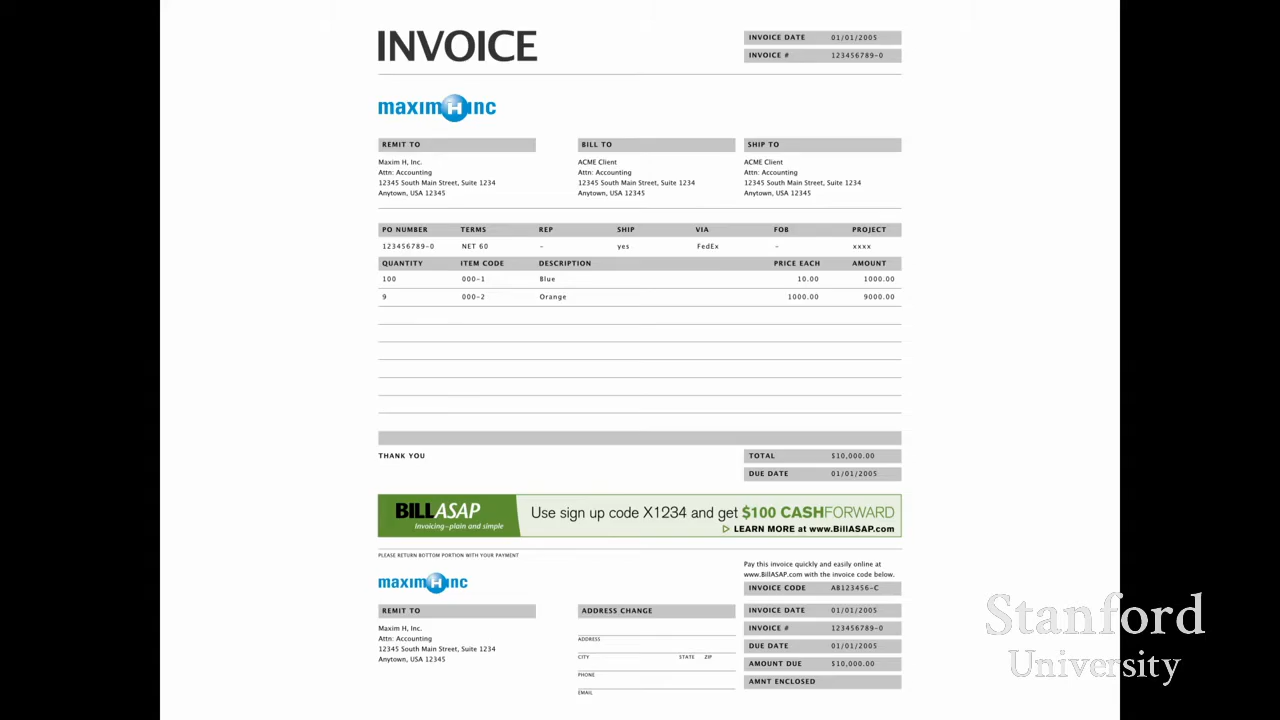 INVOICE
INVOICE DATE 01/01/2005
INVOICE # 123456789-0
maxim H inc
REMIT TO BILL TO SHIP TO
Maxim H, Inc. ACME Client ACME Client
Attn: Accounting Attn: Accounting Attn: Accounting
12345 South Main Street, Suite 1234 12345 South Main Street, Suite 1234 12345 South Main Street, Suite 1234
Anytown, USA 12345 Anytown, USA 12345 Anytown, USA 12345
PO NUMBER TERMS REP SHIP VIA FOB PROJECT
123456789-0 NET 60 – yes FedEx – xxxx
QUANTITY ITEM CODE DESCRIPTION PRICE EACH AMOUNT
100 000-1 Blue 10.00 1000.00
9 000-2 Orange 1000.00 9000.00
THANK YOU TOTAL $10,000.00
DUE DATE 01/01/2005
BILLASAP
Invoicing–plain and simple
Use sign up code X1234 and get $100 CASHFORWARD
LEARN MORE at www.BillASAP.com
PLEASE RETURN BOTTOM PORTION WITH YOUR PAYMENT
Pay this invoice quickly and easily online at
www.BillASAP.com with the invoice code below.
maxim H inc
INVOICE CODE AB123456-C
REMIT TO ADDRESS CHANGE INVOICE DATE 01/01/2005
Maxim H, Inc. INVOICE # 123456789-0
Attn: Accounting ADDRESS
12345 South Main Street, Suite 1234 DUE DATE 01/01/2005
Anytown, USA 12345 CITY STATE ZIP
AMOUNT DUE $10,000.00
PHONE
AMNT ENCLOSED
EMAIL
Stanford
University